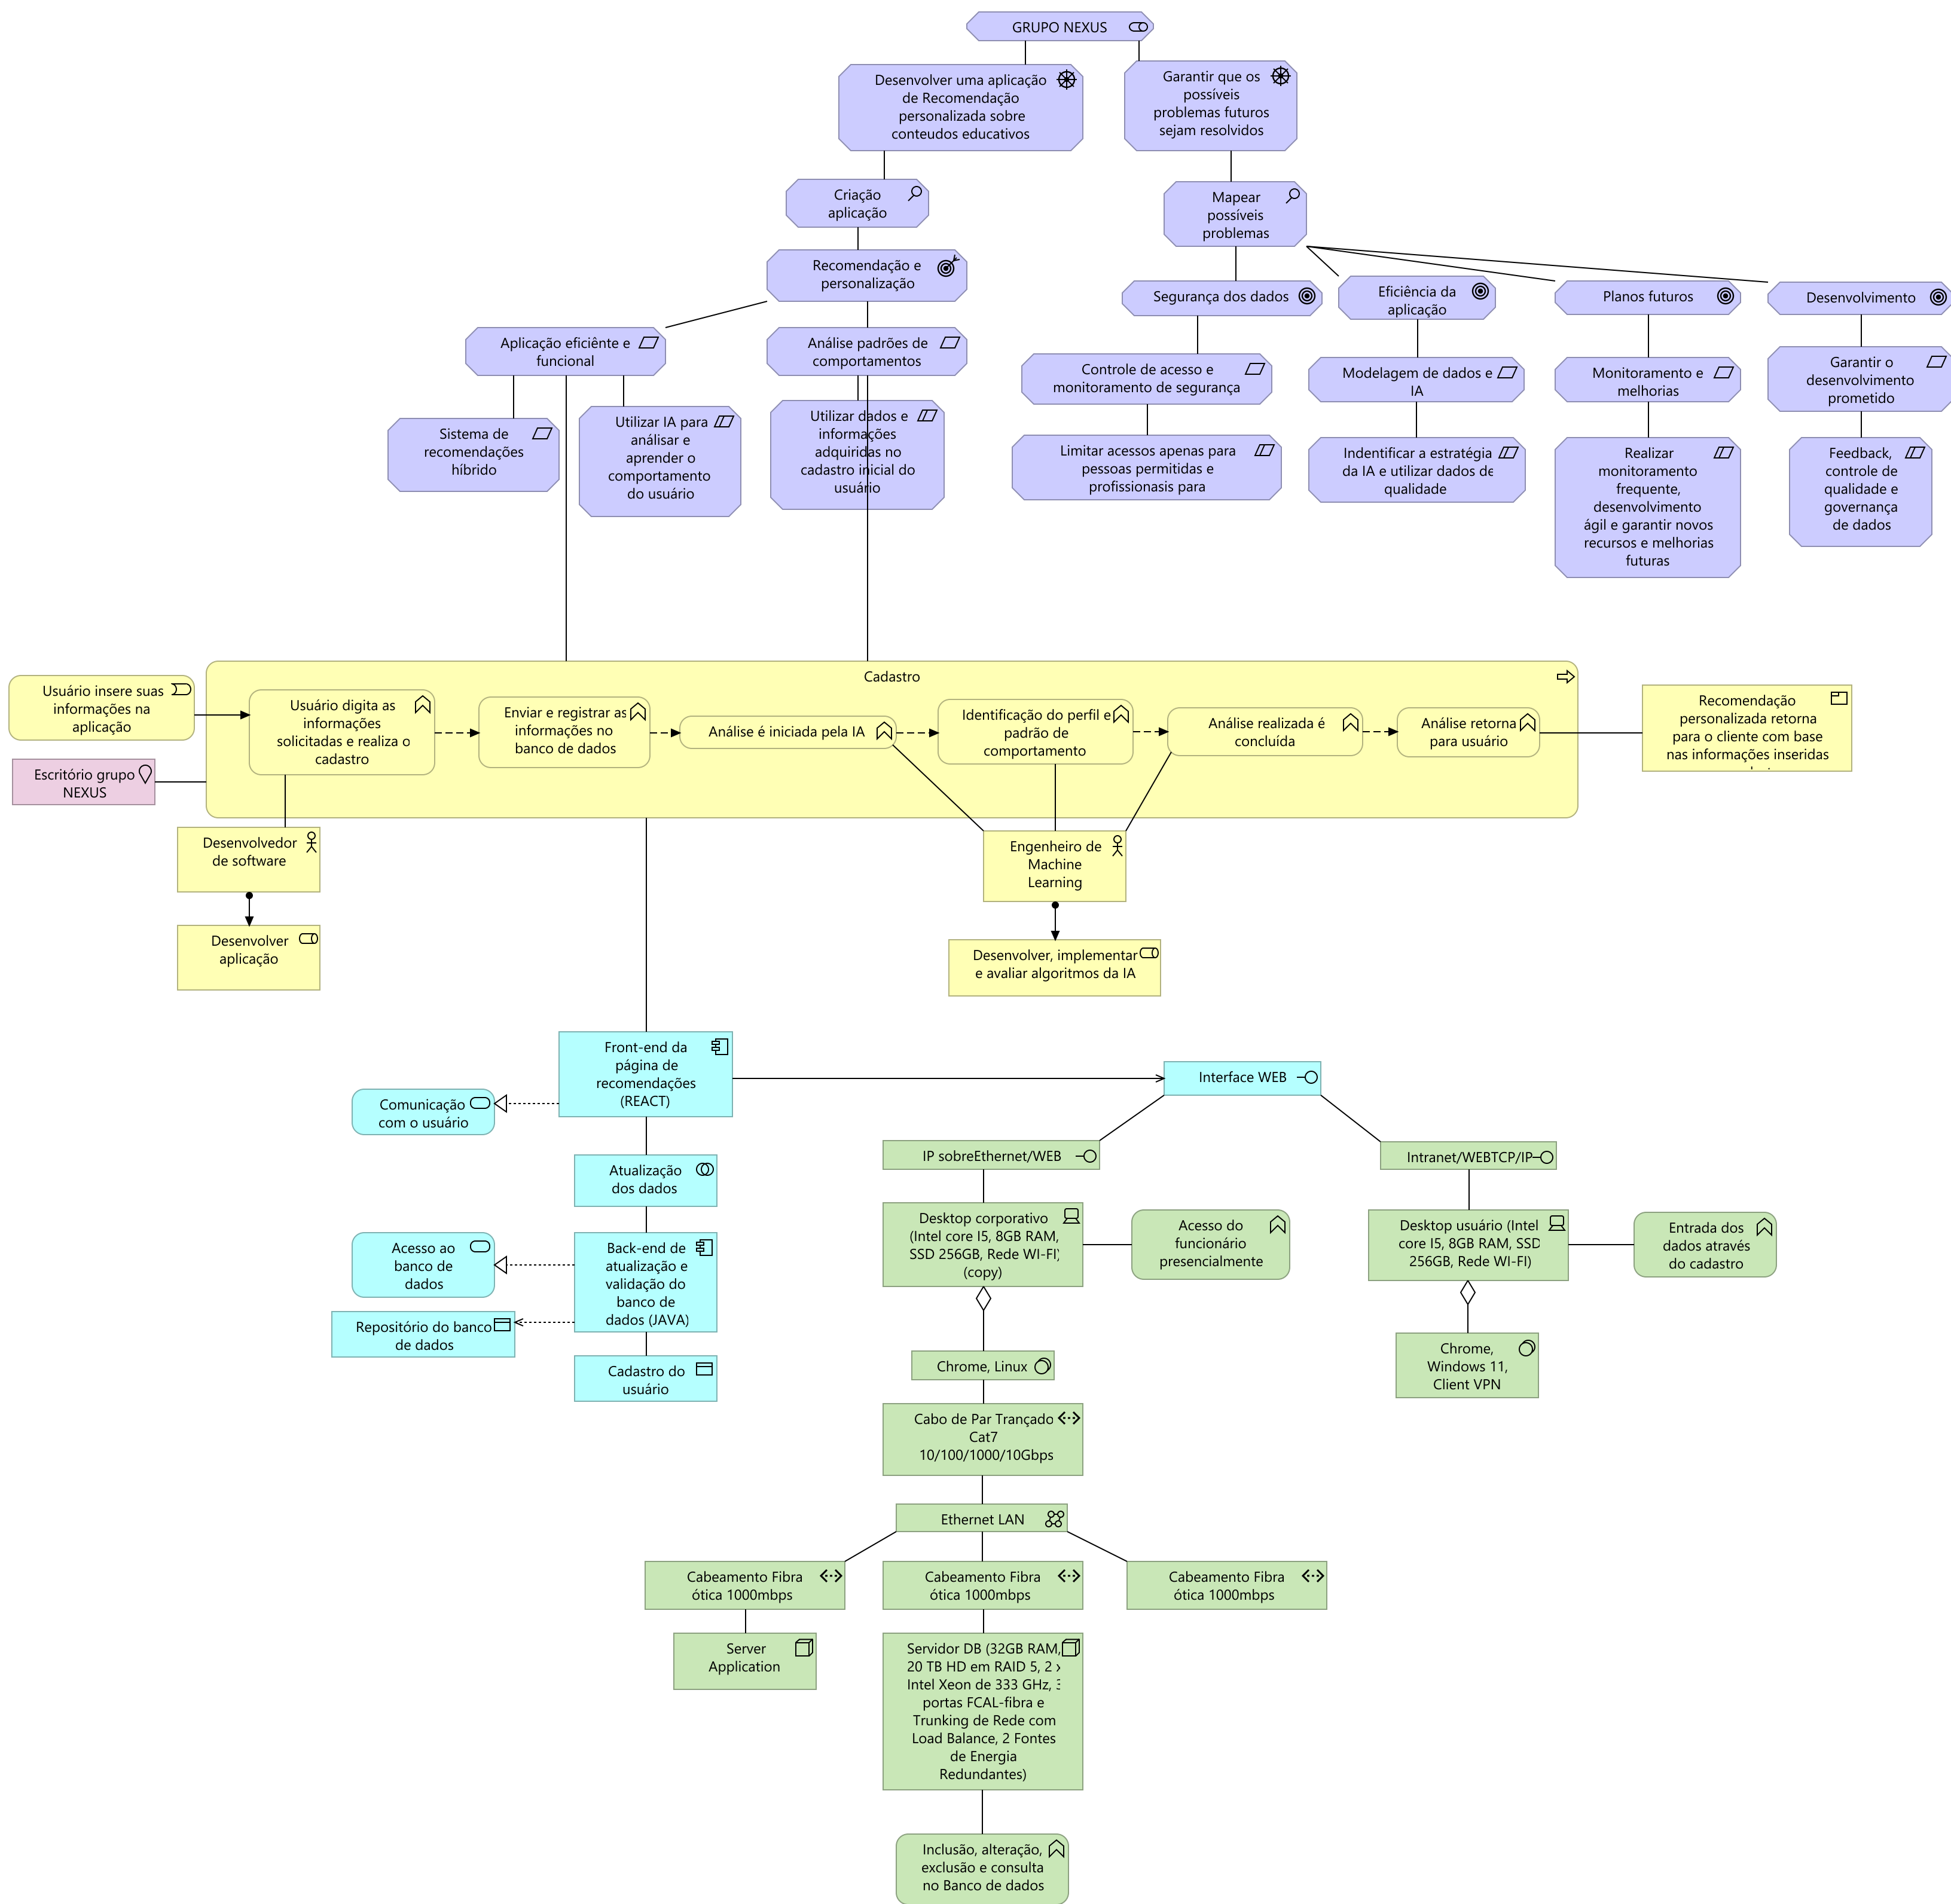 GRUPO NEXUS
Desenvolver uma aplicação
de Recomendação
personalizada sobre
conteudos educativos
Garantir que os
possíveis
problemas futuros
sejam resolvidos
Criação
aplicação
Mapear
possíveis
problemas
Recomendação e
personalização
Segurança dos dados
Eficiência da
aplicação
Planos futuros
Desenvolvimento
Aplicação eficiênte e
funcional
Análise padrões de
comportamentos
Controle de acesso e
monitoramento de segurança
Modelagem de dados e
IA
Monitoramento e
melhorias
Garantir o
desenvolvimento
prometido
Sistema de
recomendações
híbrido
Utilizar IA para
análisar e
aprender o
comportamento
do usuário
Utilizar dados e
informações
adquiridas no
cadastro inicial do
usuário
Limitar acessos apenas para
pessoas permitidas e
profissionasis para
Indentificar a estratégia
da IA e utilizar dados de
qualidade
Realizar
monitoramento
frequente,
desenvolvimento
ágil e garantir novos
recursos e melhorias
futuras
Feedback,
controle de
qualidade e
governança
de dados
Cadastro
Usuário insere suas
informações na
aplicação
Usuário digita as
informações
solicitadas e realiza o
cadastro
Enviar e registrar as
informações no
banco de dados
Análise é iniciada pela IA
Identificação do perfil e
padrão de
comportamento
Análise realizada é
concluída
Análise retorna
para usuário
Recomendação
personalizada retorna
para o cliente com base
nas informações inseridas
Escritório grupo
NEXUS
Desenvolvedor
de software
Engenheiro de
Machine
Learning
Desenvolver
aplicação
Desenvolver, implementar
e avaliar algoritmos da IA
Front-end da
página de
recomendações
(REACT)
Interface WEB
Comunicação
com o usuário
IP sobreEthernet/WEB
Intranet/WEBTCP/IP
Atualização
dos dados
Desktop corporativo
(Intel core I5, 8GB RAM,
SSD 256GB, Rede WI-FI)
(copy)
Acesso do
funcionário
presencialmente
Desktop usuário (Intel
core I5, 8GB RAM, SSD
256GB, Rede WI-FI)
Entrada dos
dados através
do cadastro
Acesso ao
banco de
dados
Back-end de
atualização e
validação do
banco de
dados (JAVA)
Repositório do banco
de dados
Cadastro do
usuário
Chrome, Linux
Chrome,
Windows 11,
Client VPN
Cabo de Par Trançado
Cat7
10/100/1000/10Gbps
Ethernet LAN
Cabeamento Fibra
ótica 1000mbps
Cabeamento Fibra
ótica 1000mbps
Cabeamento Fibra
ótica 1000mbps
Server
Application
Servidor DB (32GB RAM,
20 TB HD em RAID 5, 2 x
Intel Xeon de 333 GHz, 3
portas FCAL-fibra e
Trunking de Rede com
Load Balance, 2 Fontes
de Energia
Redundantes)
Inclusão, alteração,
exclusão e consulta
no Banco de dados